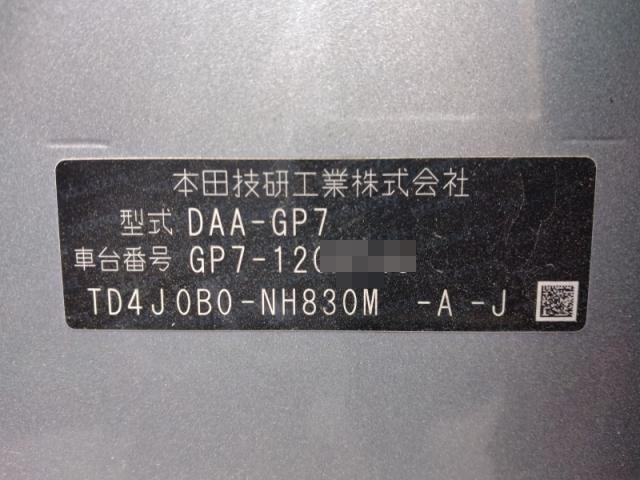 本田技研工業株式会社
型式 DAA-GP7
車台番号 GP7-120
TD4J0B0-NH830M -A -J